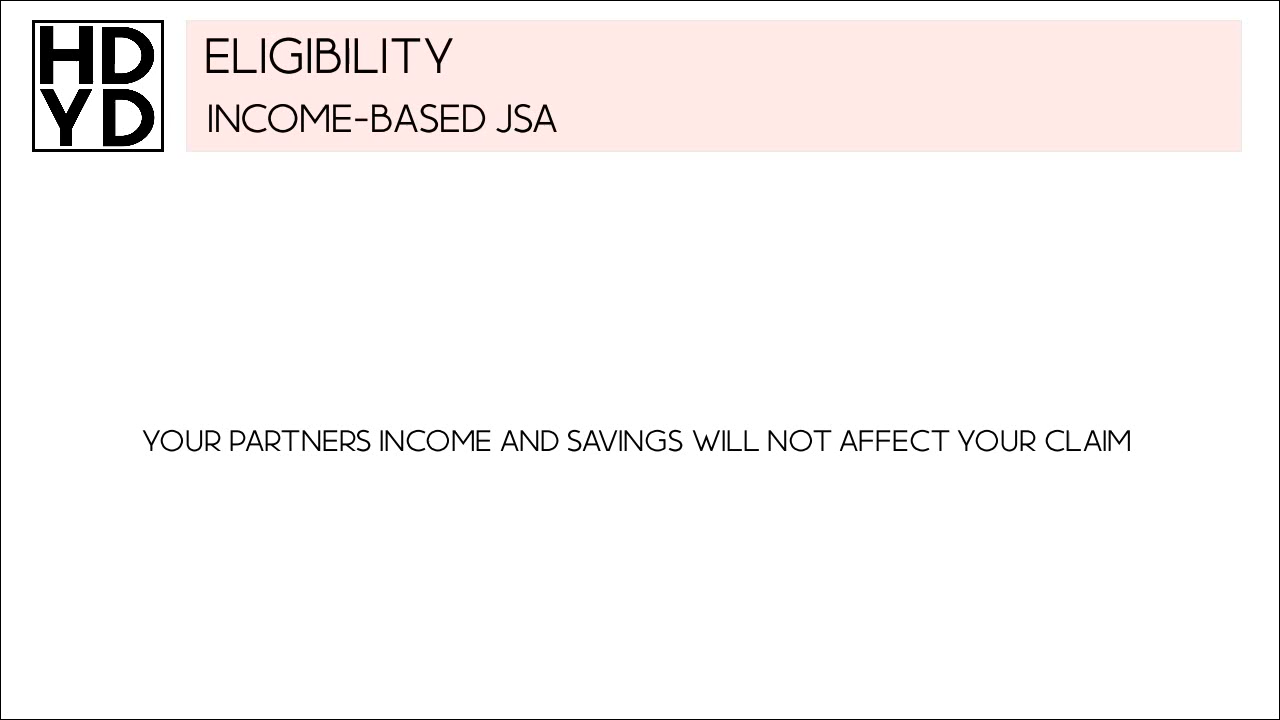 HD
YD
ELIGIBILITY
INCOME-BASED JSA
YOUR PARTNERS INCOME AND SAVINGS WILL NOT AFFECT YOUR CLAIM